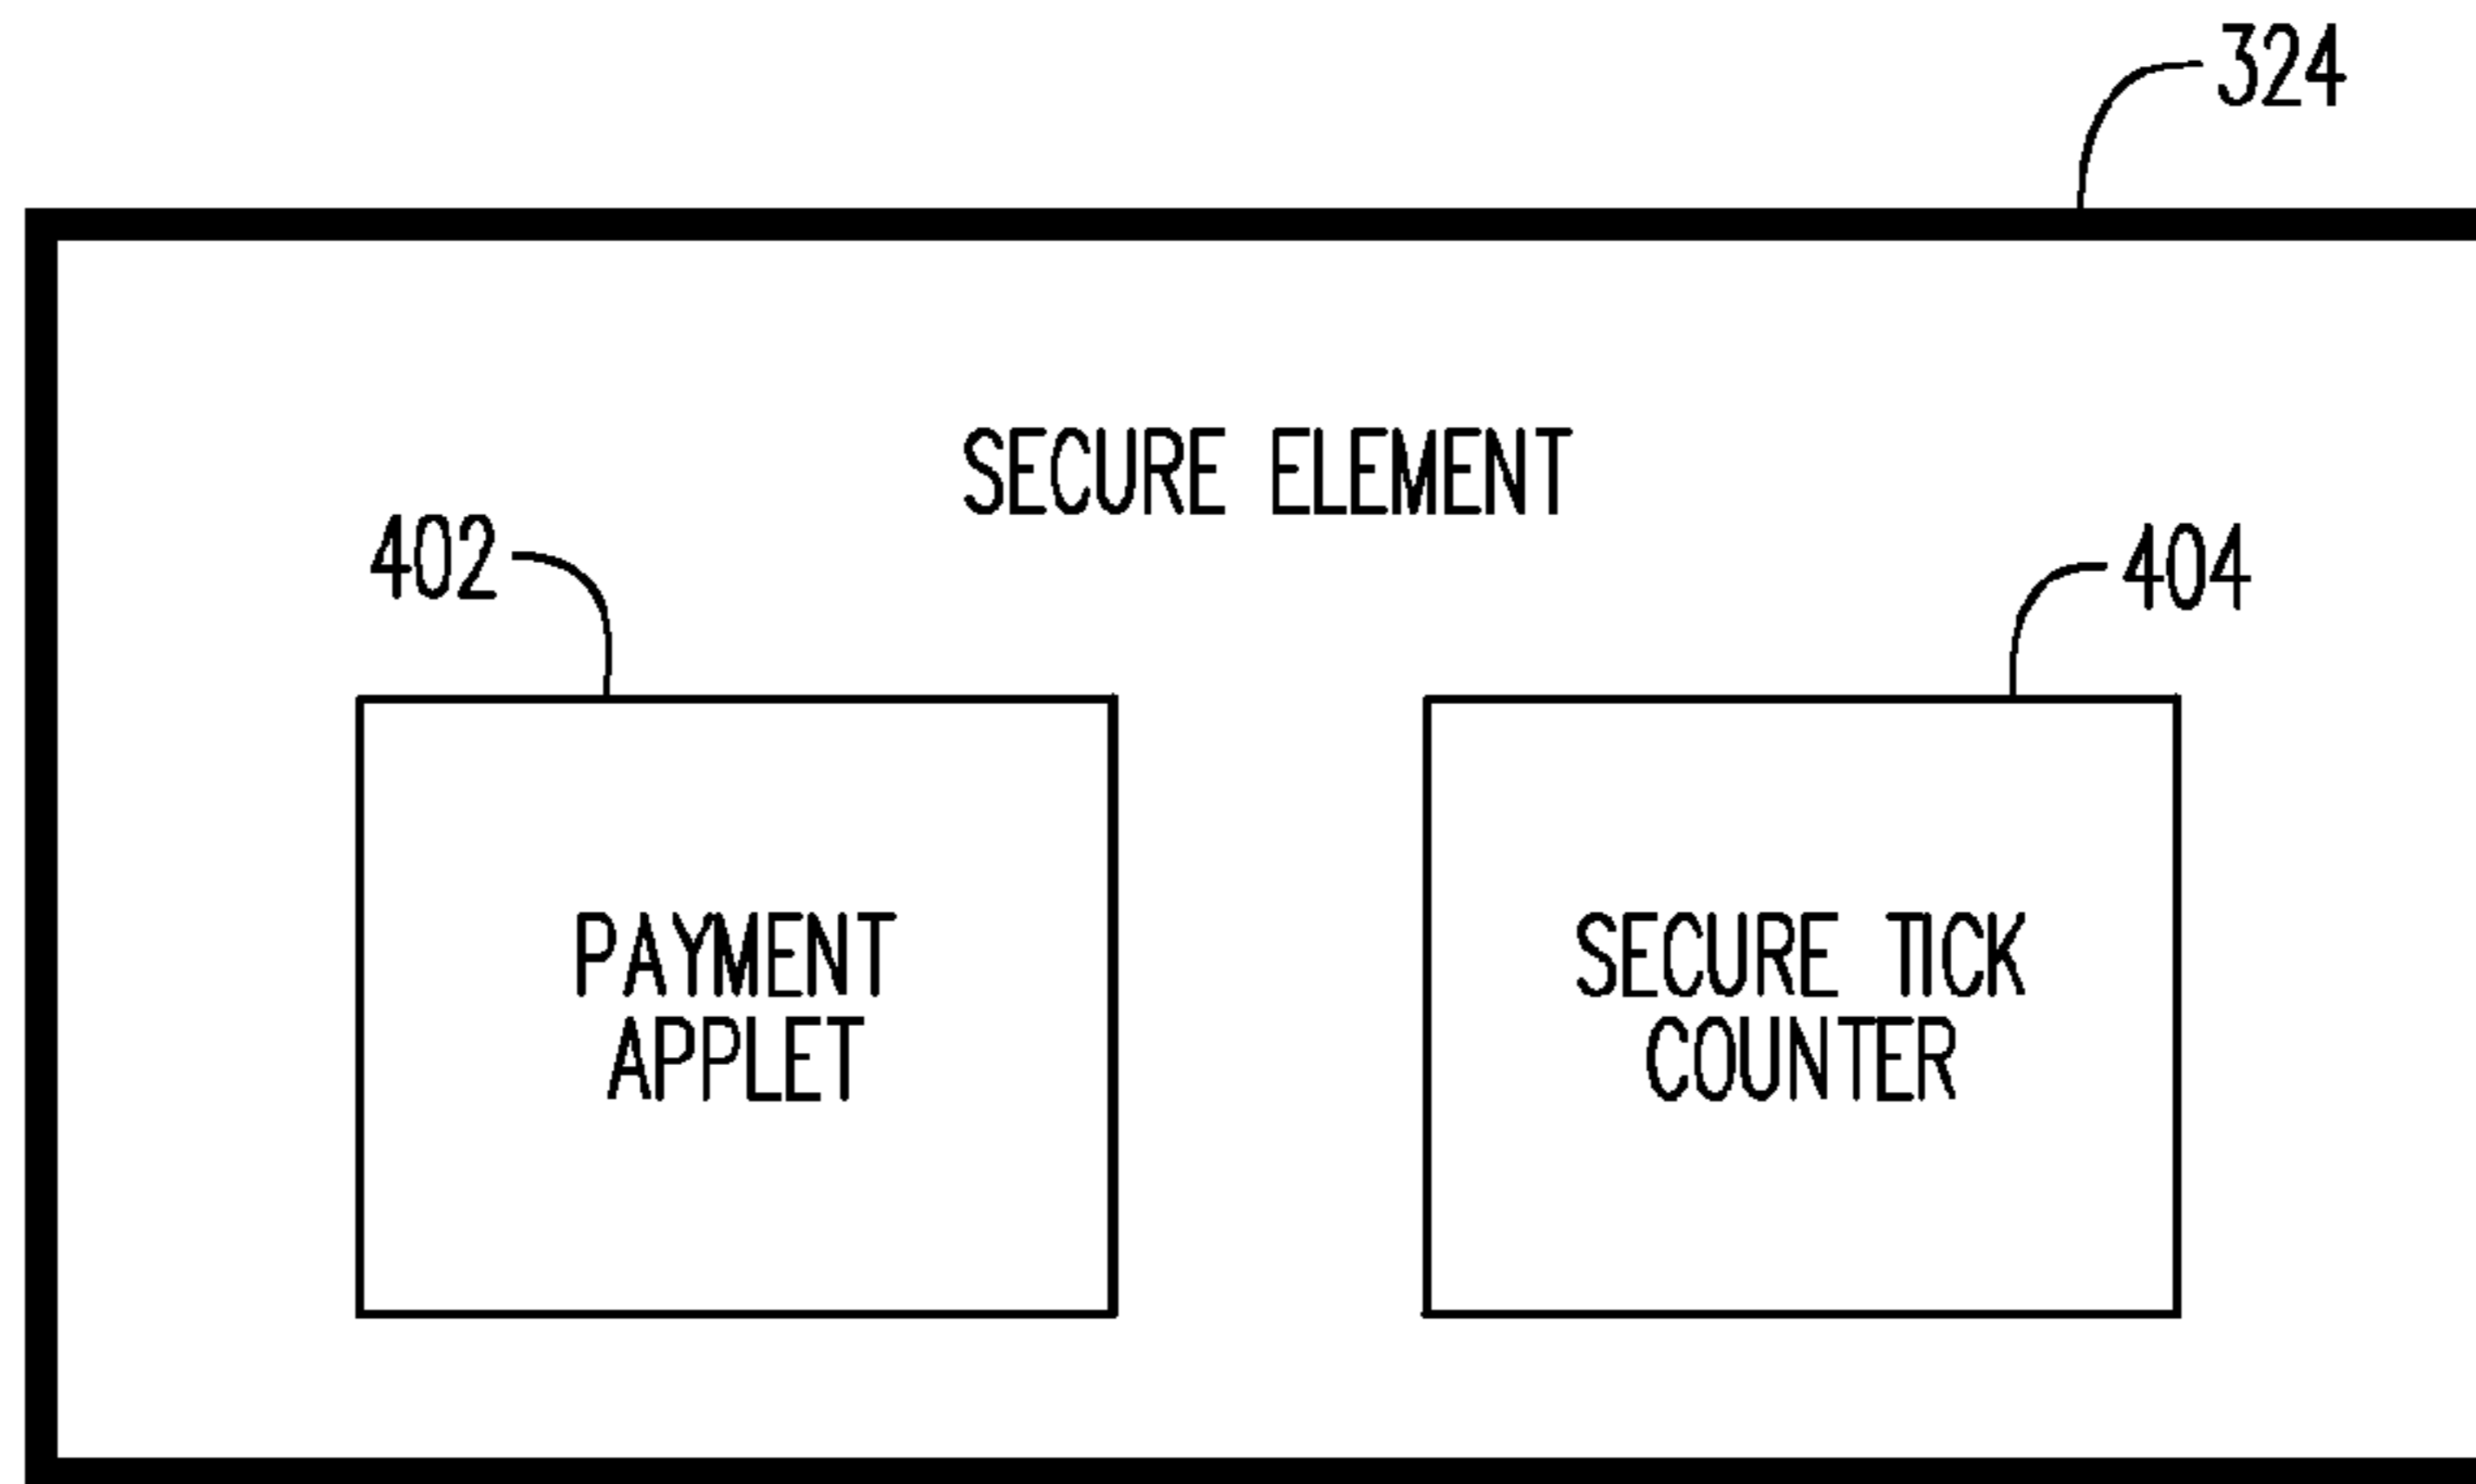 324
SECURE ELEMENT
402
404
PAYMENT
APPLET
SECURE TICK
COUNTER